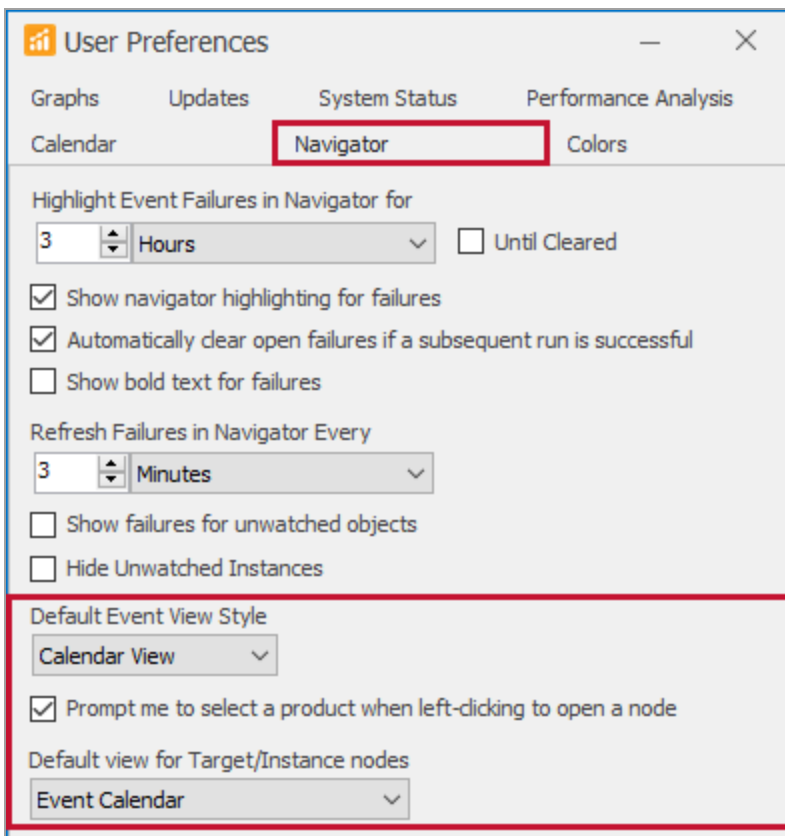 User Preferences
Graphs Updates System Status Performance Analysis
Calendar Navigator Colors
Highlight Event Failures in Navigator for
3 Hours Until Cleared
Show navigator highlighting for failures
Automatically clear open failures if a subsequent run is successful
Show bold text for failures
Refresh Failures in Navigator Every
3 Minutes
Show failures for unwatched objects
Hide Unwatched Instances
Default Event View Style
Calendar View
Prompt me to select a product when left-clicking to open a node
Default view for Target/Instance nodes
Event Calendar